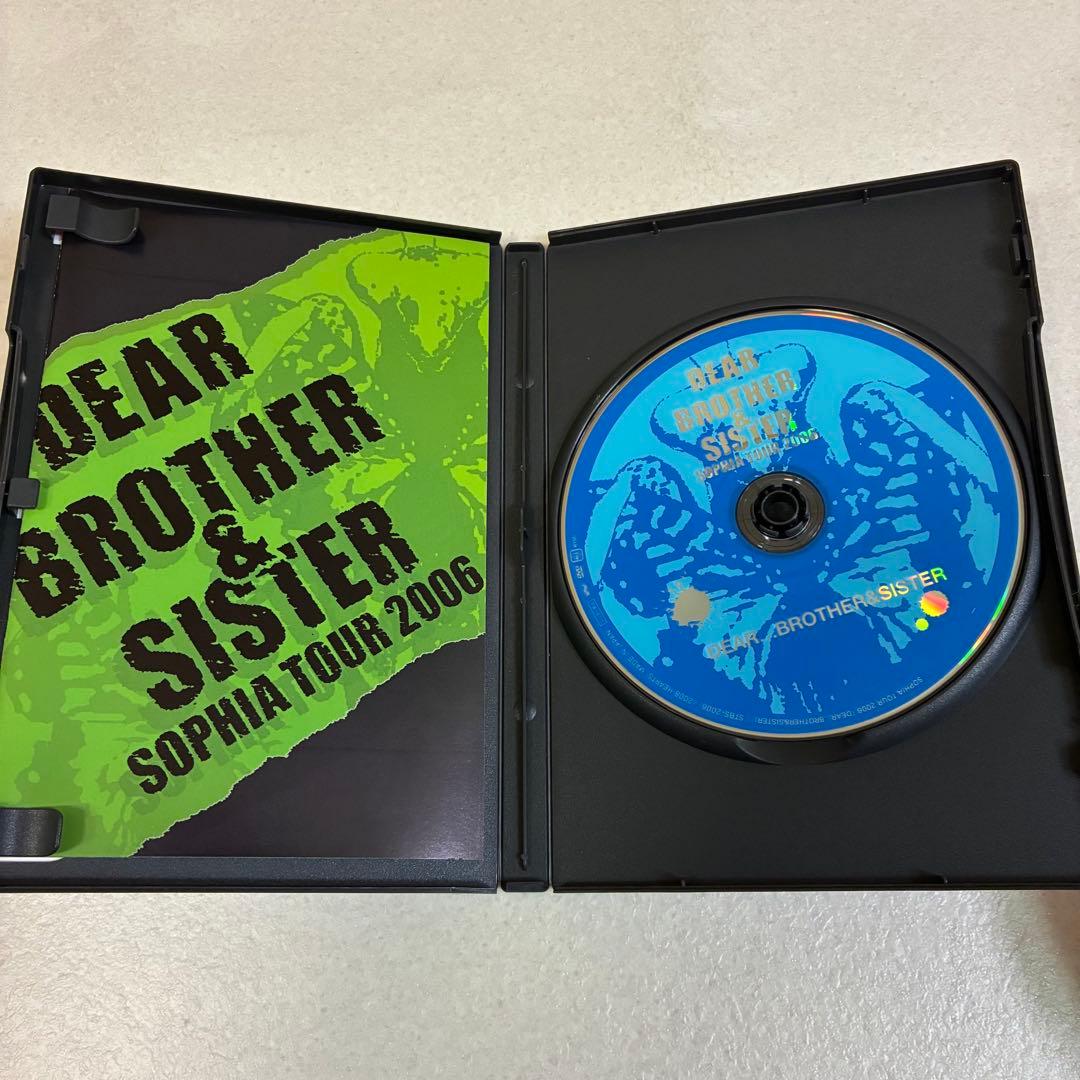 DEAR
BROTHER
&
SISTER
SOPHIA TOUR 2006
DEAR
BROTHER
&
SISTER
SOPHIA TOUR 2006
DEAR...BROTHER&SISTER